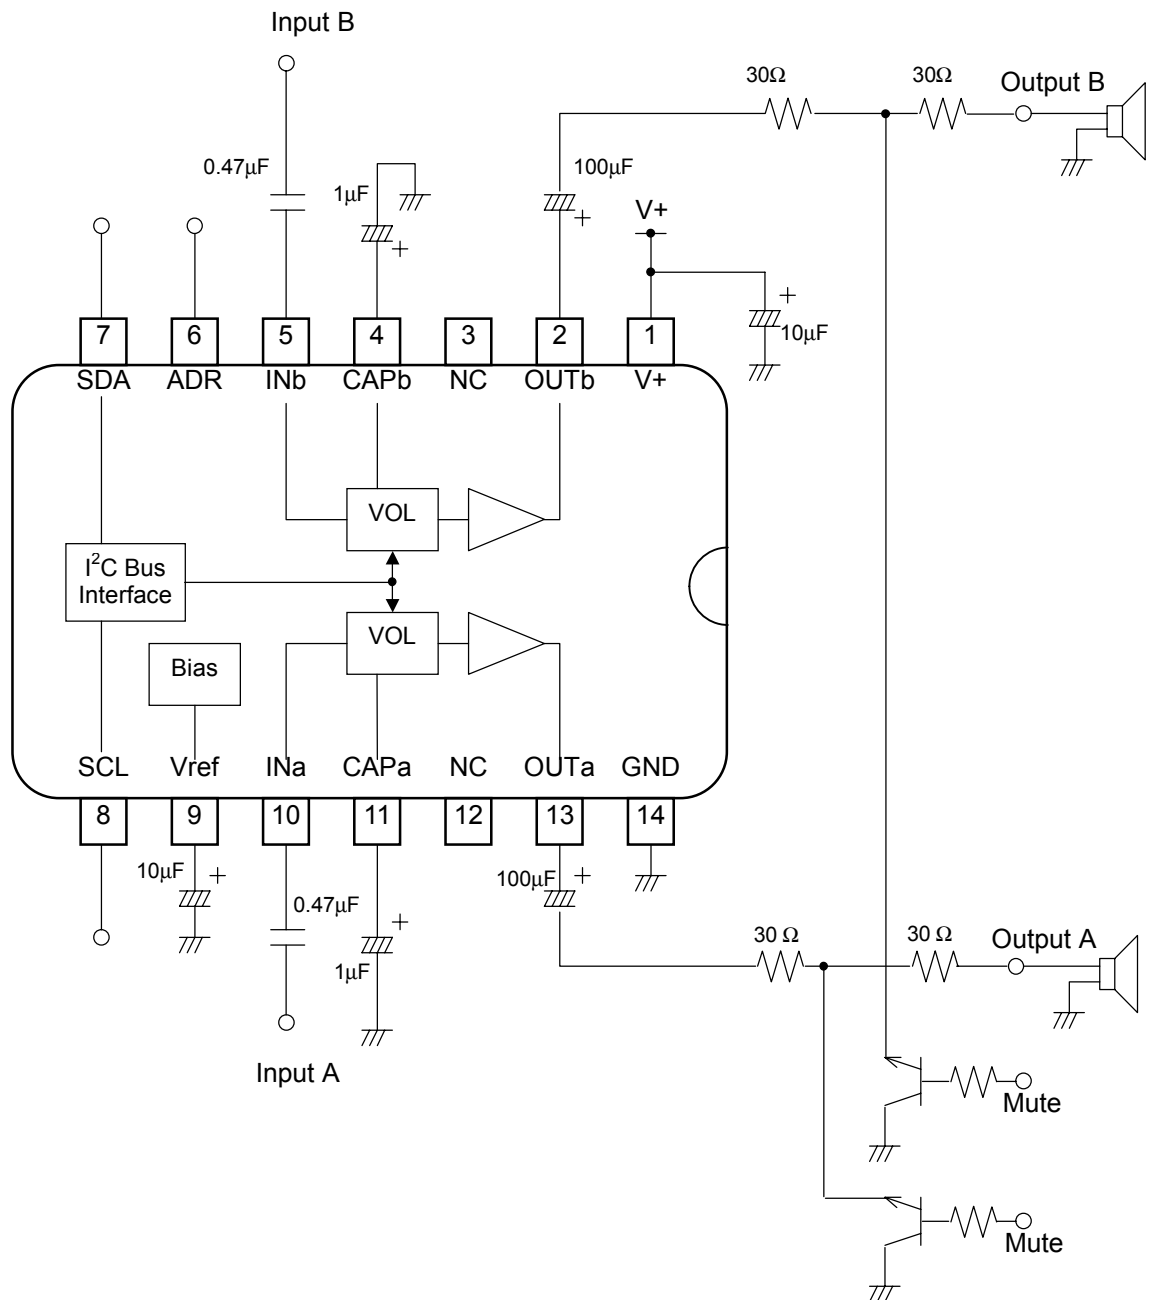 Input B
30Ω
30Ω
Output B
0.47μF
1μF
+
100μF
+
V+
+
10μF
7
6
5
4
3
2
1
SDA
ADR
INb
CAPb
NC
OUTb
V+
VOL
I²C Bus
Interface
VOL
Bias
SCL
Vref
INa
CAPa
NC
OUTa
GND
8
9
10
11
12
13
14
10μF
+
0.47μF
+
1μF
100μF
+
30 Ω
30 Ω
Output A
Input A
Mute
Mute